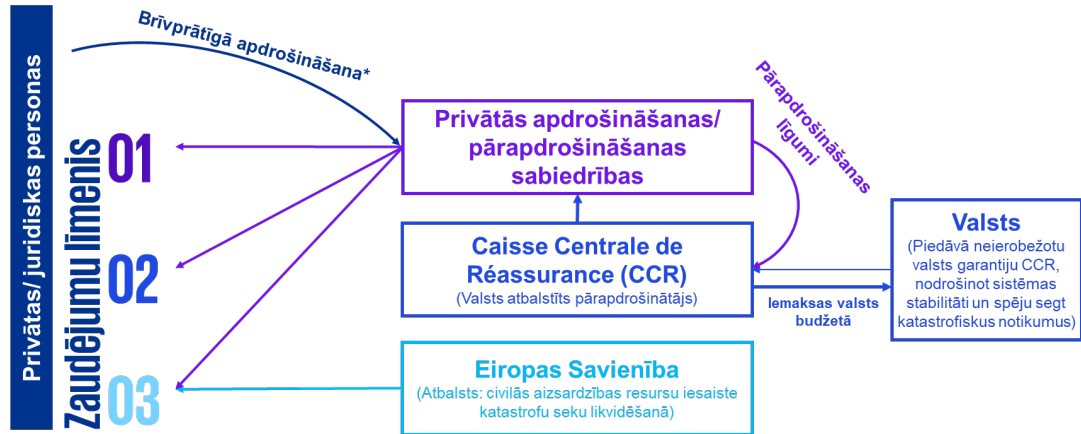 Privātas/ juridiskas personas
Zaudējumu līmenis
01
02
03
Brīvprātīgā apdrošināšana*
Privātās apdrošināšanas/
pārapdrošināšanas
sabiedrības
Pārapdrošināšanas
līgumi
Caisse Centrale de
Réassurance (CCR)
(Valsts atbalstīts pārapdrošinātājs)
Iemaksas valsts
budžetā
Valsts
(Piedāvā neierobežotu
valsts garantiju CCR,
nodrošinot sistēmas
stabilitāti un spēju segt
katastrofiskus notikumus)
Eiropas Savienība
(Atbalsts: civilās aizsardzības resursu iesaiste
katastrofu seku likvidēšanā)